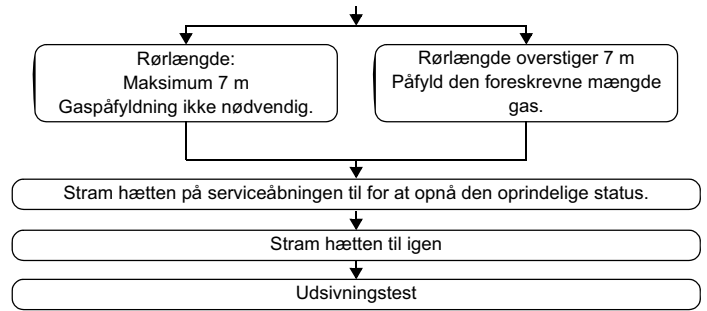 Rørlængde:
Maksimum 7 m
Gaspåfyldning ikke nødvendig.
Rørlængde overstiger 7 m
Påfyld den foreskrevne mængde
gas.
Stram hætten på serviceåbningen til for at opnå den oprindelige status.
Stram hætten til igen
Udsivningstest